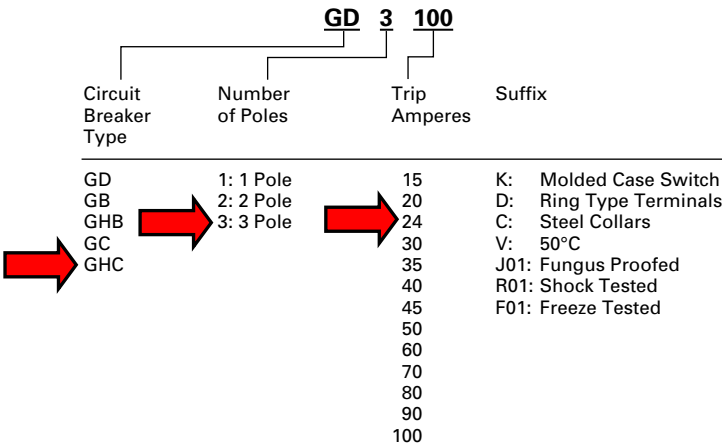 GD 3 100
Circuit Number Trip Suffix
Breaker of Poles Amperes
Type
GD 1: 1 Pole 15 K: Molded Case Switch
GB 2: 2 Pole 20 D: Ring Type Terminals
GHB 3: 3 Pole 24 C: Steel Collars
GC 30 V: 50°C
GHC 35 J01: Fungus Proofed
40 R01: Shock Tested
45 F01: Freeze Tested
50
60
70
80
90
100